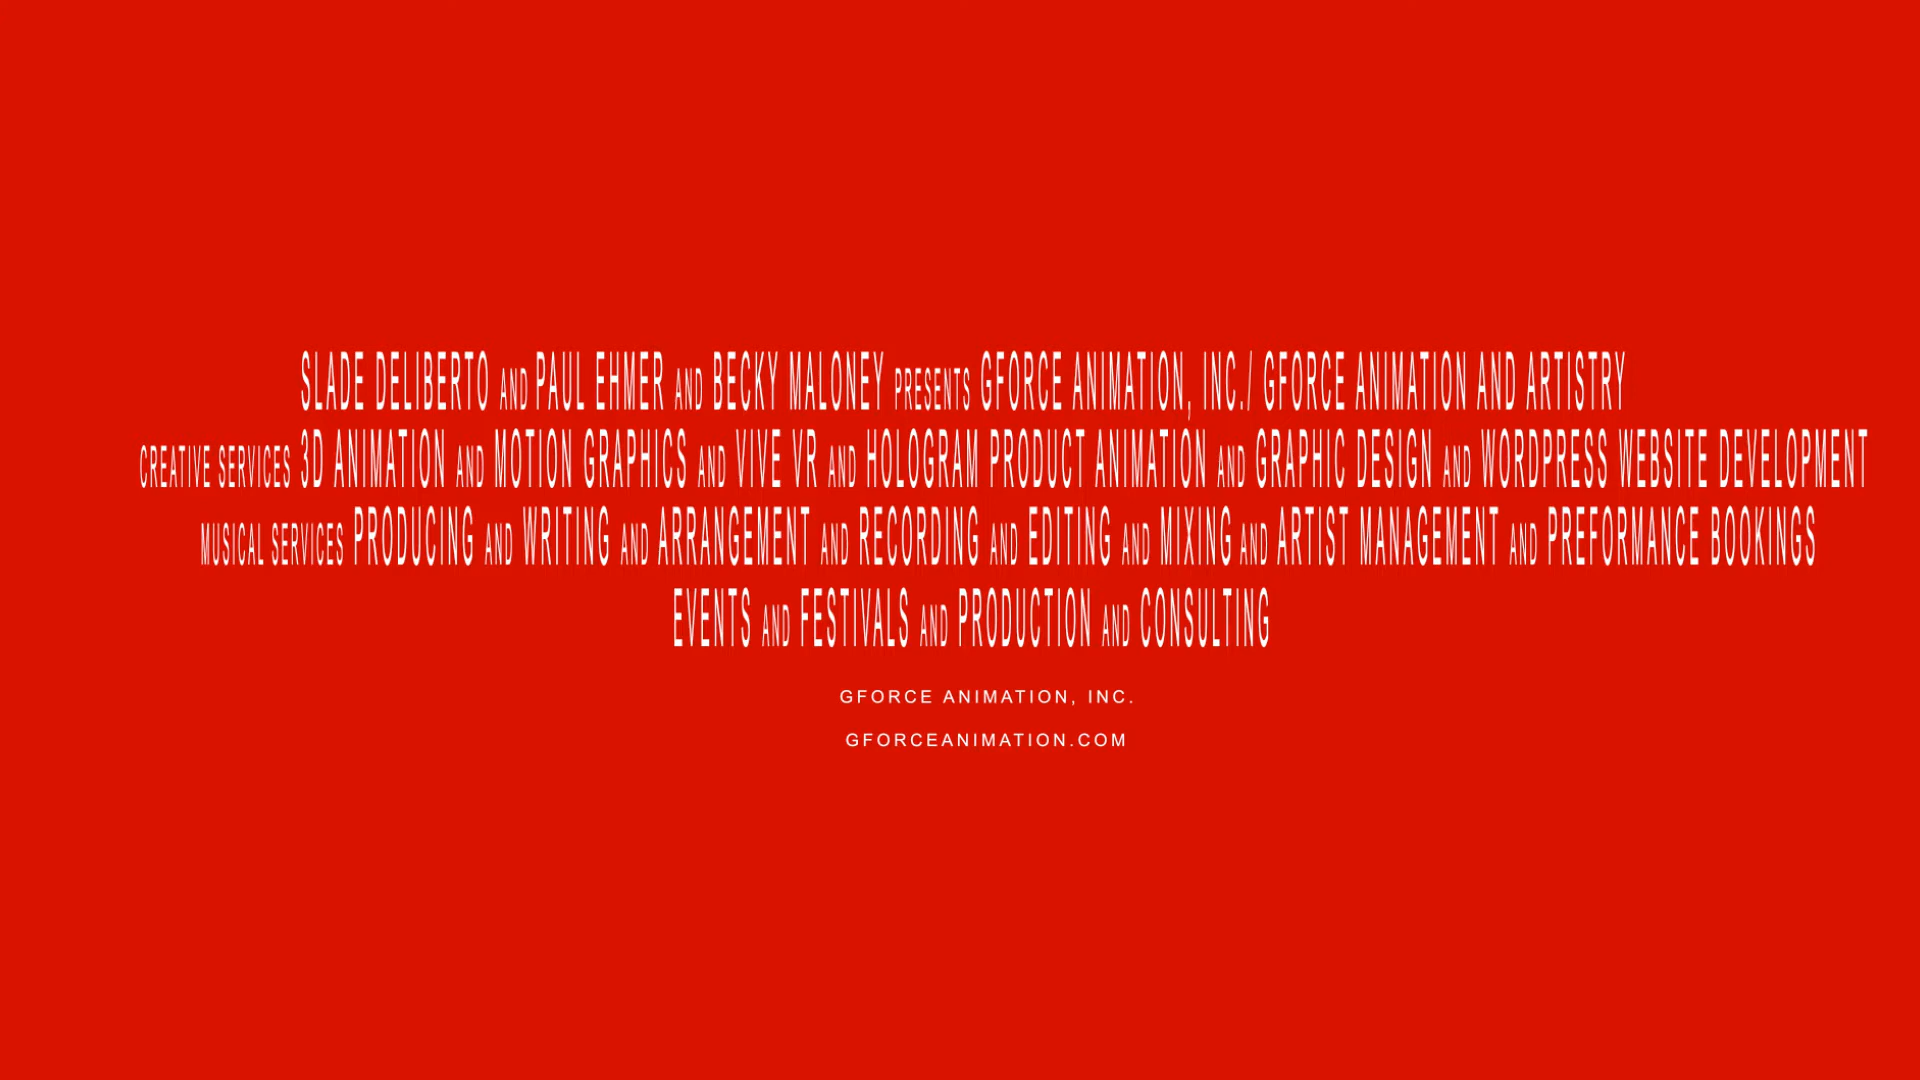 SLADE DELIBERTO AND PAUL EHMER AND BECKY MALONEY PRESENTS GFORCE ANIMATION, INC./ GFORCE ANIMATION AND ARTISTRY
CREATIVE SERVICES 3D ANIMATION AND MOTION GRAPHICS AND VIVE VR AND HOLOGRAM PRODUCT ANIMATION AND GRAPHIC DESIGN AND WORDPRESS WEBSITE DEVELOPMENT
MUSICAL SERVICES PRODUCING AND WRITING AND ARRANGEMENT AND RECORDING AND EDITING AND MIXING AND ARTIST MANAGEMENT AND PREFORMANCE BOOKINGS
EVENTS AND FESTIVALS AND PRODUCTION AND CONSULTING
GFORCE ANIMATION, INC.
GFORCEANIMATION.COM